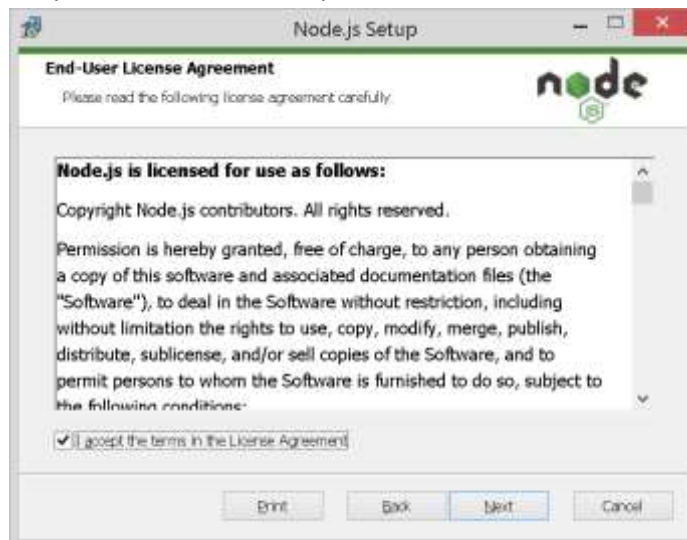 Node.js Setup
End-User License Agreement
Please read the following license agreement carefully
node
JS
Node.js is licensed for use as follows:
Copyright Node.js contributors. All rights reserved.
Permission is hereby granted, free of charge, to any person obtaining
a copy of this software and associated documentation files (the
"Software"), to deal in the Software without restriction, including
without limitation the rights to use, copy, modify, merge, publish,
distribute, sublicense, and/or sell copies of the Software, and to
permit persons to whom the Software is furnished to do so, subject to
the following conditions:
I accept the terms in the License Agreement
Print
Back
Next
Cancel